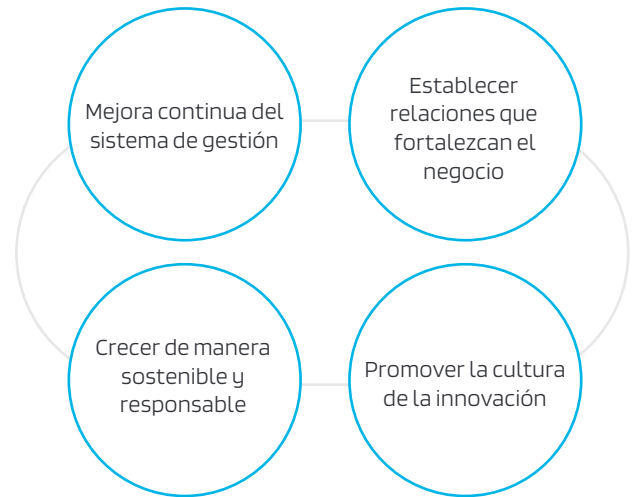 Mejora continua del
sistema de gestión
Establecer
relaciones que
fortalezcan el
negocio
Crecer de manera
sostenible y
responsable
Promover la cultura
de la innovación